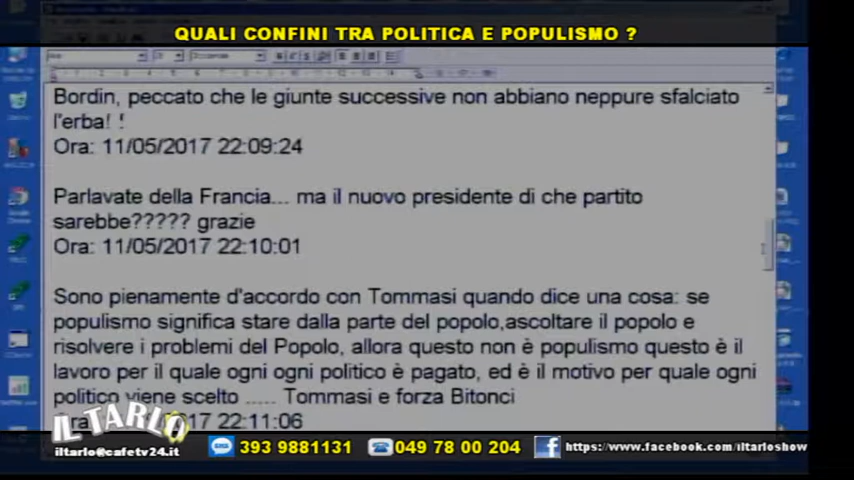 QUALI CONFINI TRA POLITICA E POPULISMO ?
Bordin, peccato che le giunte successive non abbiano neppure sfalciato
l'erba! !
Ora: 11/05/2017 22:09:24
Parlavate della Francia... ma il nuovo presidente di che partito
sarebbe????? grazie
Ora: 11/05/2017 22:10:01
Sono pienamente d'accordo con Tommasi quando dice una cosa: se
populismo significa stare dalla parte del popolo,ascoltare il popolo e
risolvere i problemi del Popolo, allora questo non è populismo questo è il
lavoro per il quale ogni ogni politico è pagato, ed è il motivo per quale ogni
politico viene scelto ..... Tommasi e forza Bitonci
2017 22:11:06
IL TARLO
iltarlo@cafetv24.it
SMS 393 9881131
049 78 00 204
f https://www.facebook.com/iltarloshow